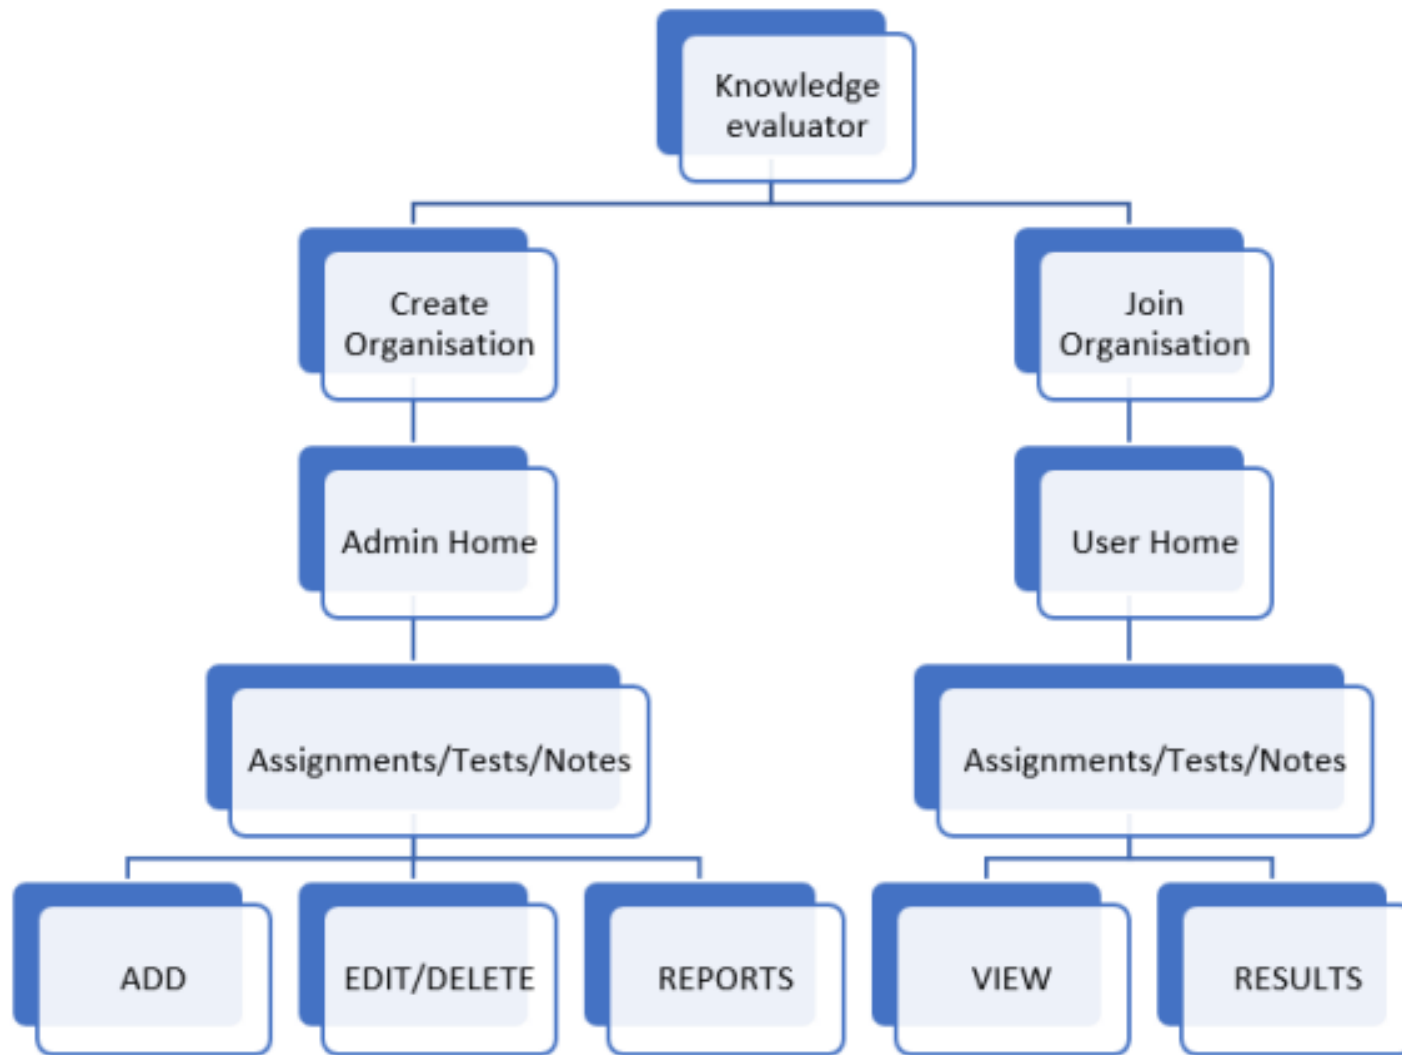 Knowledge
evaluator
Create
Organisation
Join
Organisation
Admin Home
User Home
Assignments/Tests/Notes
Assignments/Tests/Notes
ADD
EDIT/DELETE
REPORTS
VIEW
RESULTS